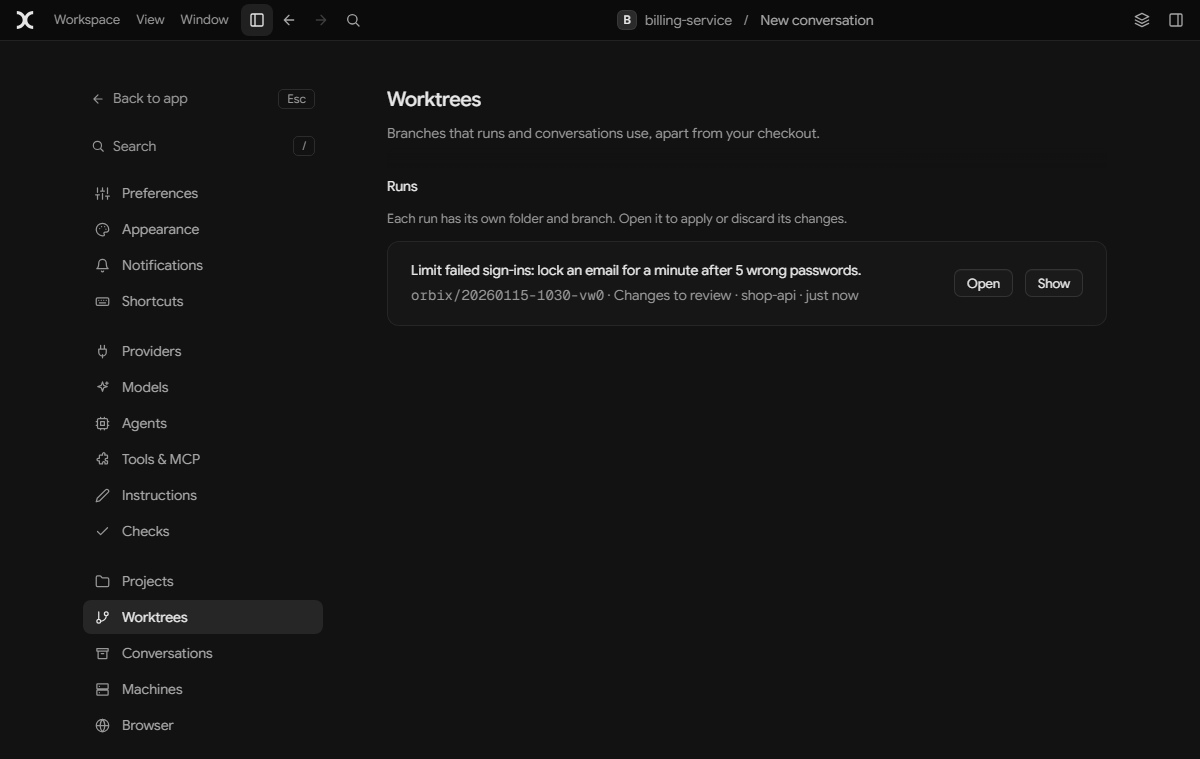 Workspace View Window
B billing-service / New conversation
Back to app Esc
Search /
Preferences
Appearance
Notifications
Shortcuts
Providers
Models
Agents
Tools & MCP
Instructions
Checks
Projects
Worktrees
Conversations
Machines
Browser
Worktrees
Branches that runs and conversations use, apart from your checkout.
Runs
Each run has its own folder and branch. Open it to apply or discard its changes.
Limit failed sign-ins: lock an email for a minute after 5 wrong passwords.
orbix/20260115-1030-vw0 · Changes to review · shop-api · just now
Open Show